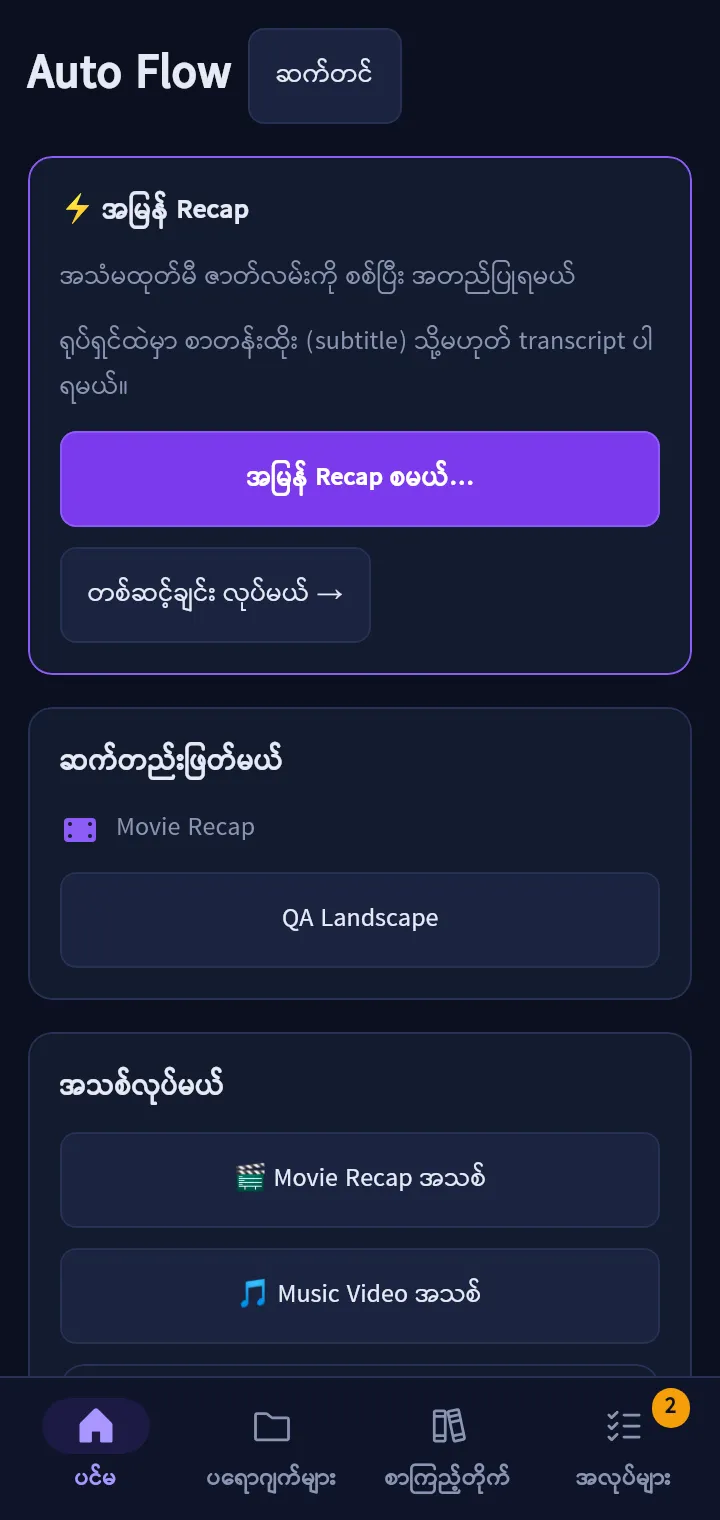 Auto Flow
ဆက်တင်
⚡ အမြန် Recap
အသံမထုတ်မီ ဇာတ်လမ်းကို စစ်ပြီး အတည်ပြုရမယ်
ရုပ်ရှင်ထဲမှာ စာတန်းထိုး (subtitle) သို့မဟုတ် transcript ပါ
ရမယ်။
အမြန် Recap စမယ်...
တစ်ဆင့်ချင်း လုပ်မယ် →
ဆက်တည်းဖြတ်မယ်
Movie Recap
QA Landscape
အသစ်လုပ်မယ်
🎬 Movie Recap အသစ်
🎵 Music Video အသစ်
2
ပင်မ
ပရောဂျက်များ
စာကြည့်တိုက်
အလုပ်များ